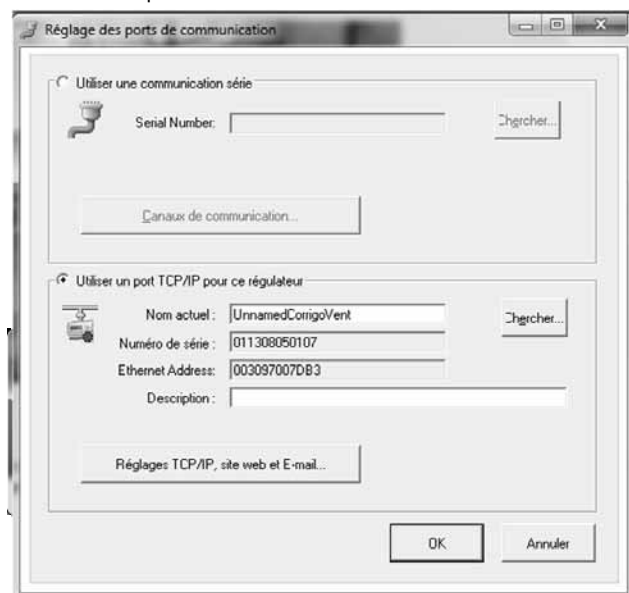 Réglage des ports de communication
Utiliser une communication série
Serial Number:
Chercher...
Canaux de communication...
Utiliser un port TCP/IP pour ce régulateur
Nom actuel : UnnamedCorrigoVent
Chercher...
Numéro de série : 011308050107
Ethernet Address: 003097007DB3
Description :
Réglages TCP/IP, site web et E-mail...
OK Annuler